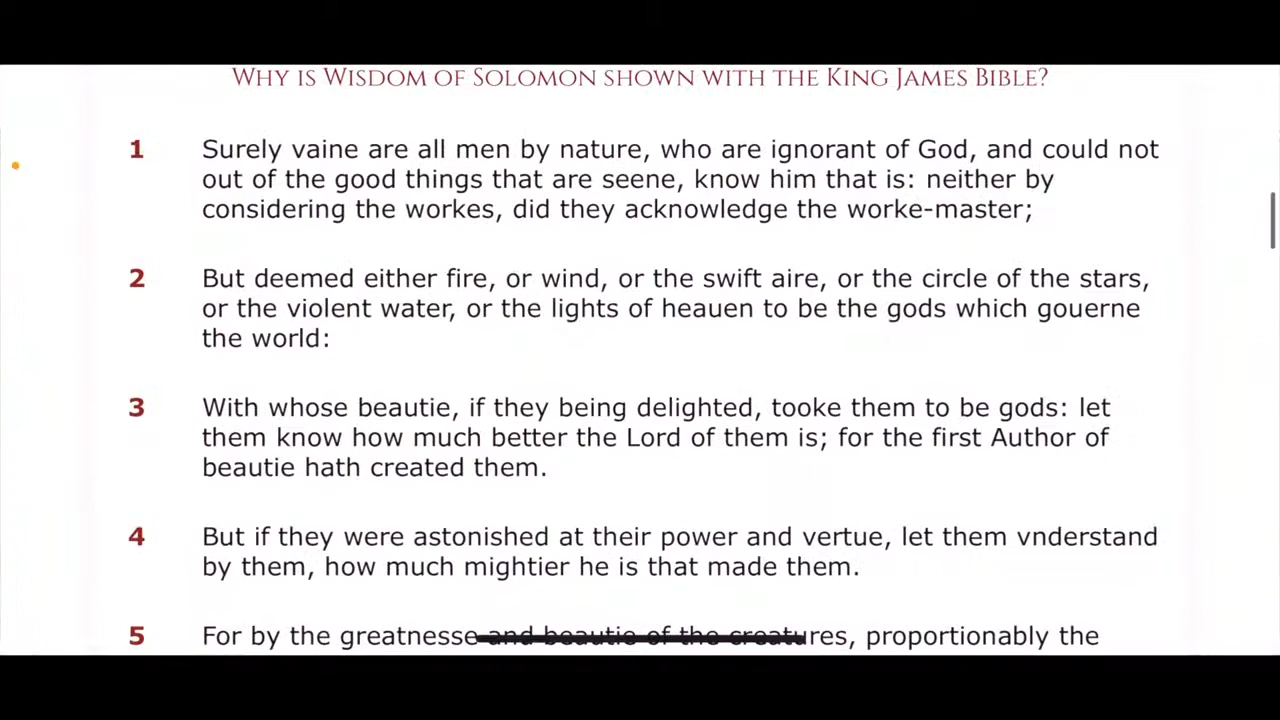 Why is Wisdom of Solomon shown with the King James Bible?
1 Surely vaine are all men by nature, who are ignorant of God, and could not
out of the good things that are seene, know him that is: neither by
considering the workes, did they acknowledge the worke-master;
2 But deemed either fire, or wind, or the swift aire, or the circle of the stars,
or the violent water, or the lights of heauen to be the gods which gouerne
the world:
3 With whose beautie, if they being delighted, tooke them to be gods: let
them know how much better the Lord of them is; for the first Author of
beautie hath created them.
4 But if they were astonished at their power and vertue, let them vnderstand
by them, how much mightier he is that made them.
5 For by the greatnesse and beautie of the creatures, proportionably the